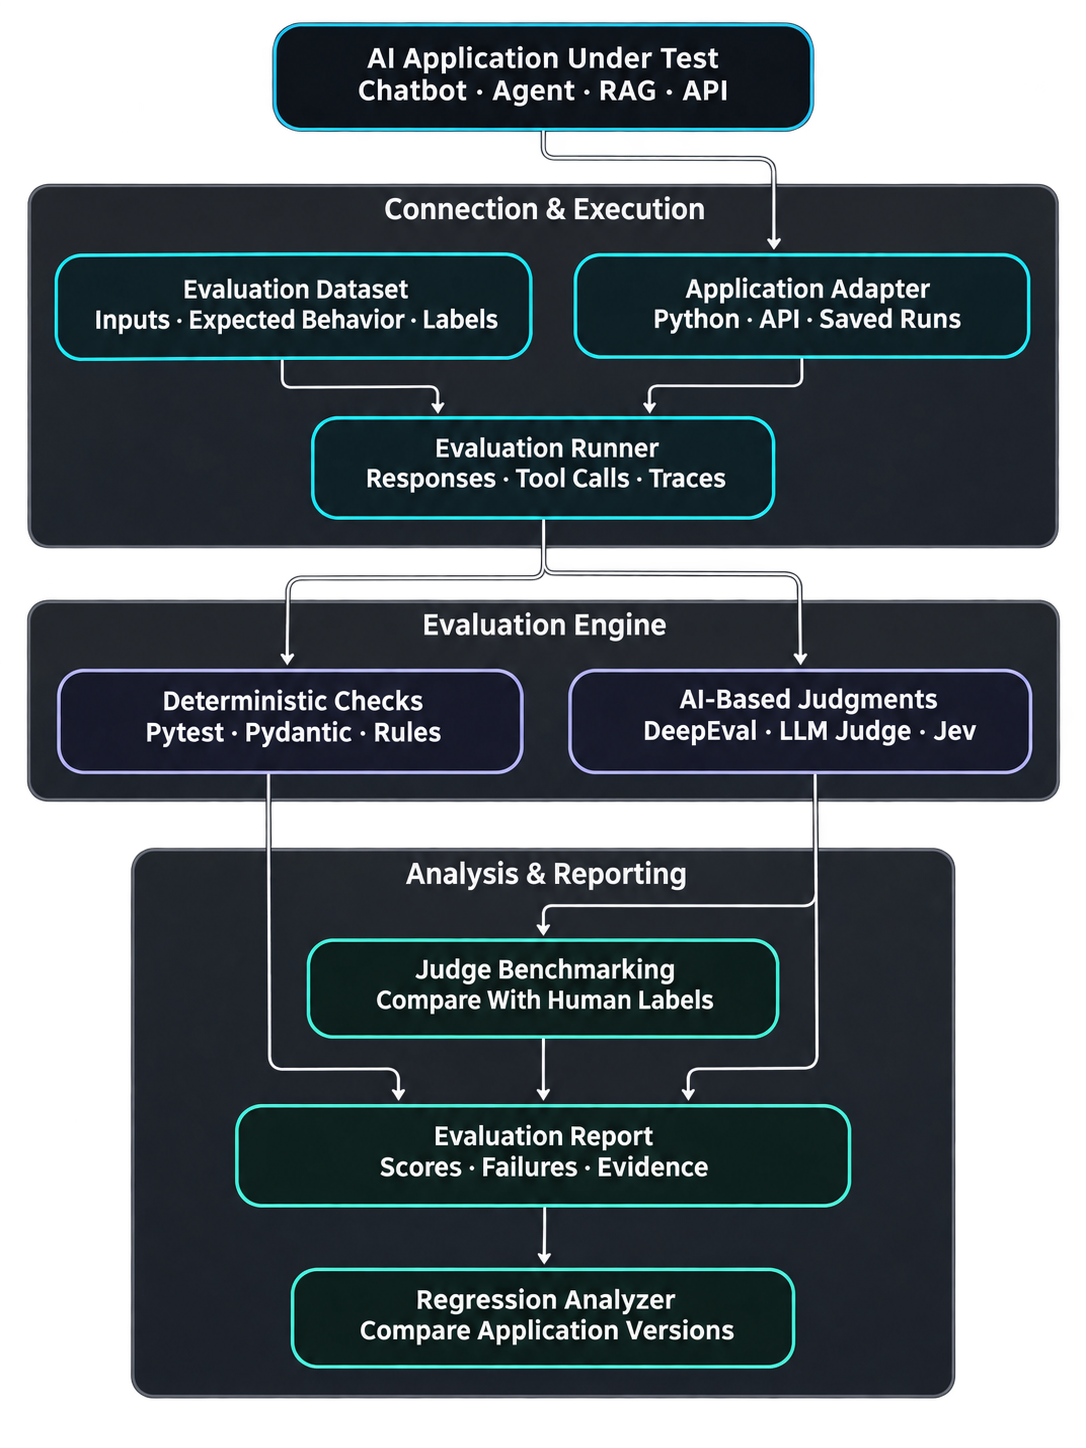 AI Application Under Test
Chatbot · Agent · RAG · API
Connection & Execution
Evaluation Dataset
Inputs · Expected Behavior · Labels
Application Adapter
Python · API · Saved Runs
Evaluation Runner
Responses · Tool Calls · Traces
Evaluation Engine
Deterministic Checks
Pytest · Pydantic · Rules
AI-Based Judgments
DeepEval · LLM Judge · Jev
Analysis & Reporting
Judge Benchmarking
Compare With Human Labels
Evaluation Report
Scores · Failures · Evidence
Regression Analyzer
Compare Application Versions